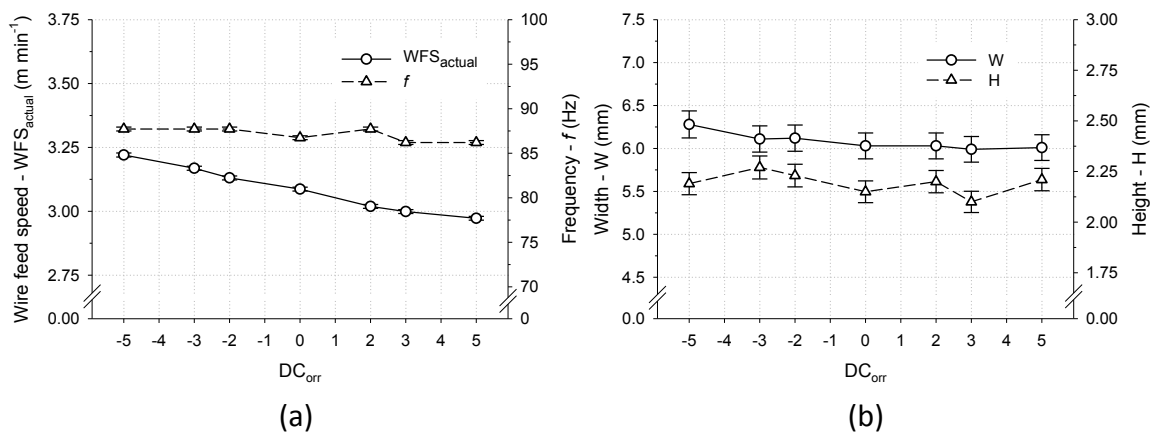 Wire feed speed - WFS actual (m min-1)
3.75
3.50
3.25
3.00
2.75
0.00
WFS actual
f
100
95
90
85
80
75
70
0
Frequency - f (Hz)
-5 -3 -2 -1 0 1 2 3 4 5
DCorr
(a)
Width - W (mm)
7.5
7.0
6.5
6.0
5.5
5.0
4.5
0.0
W
H
3.00
2.75
2.50
2.25
2.00
1.75
0.00
Height - H (mm)
-5 -4 -3 -2 -1 0 1 2 3 4 5
DCorr
(b)